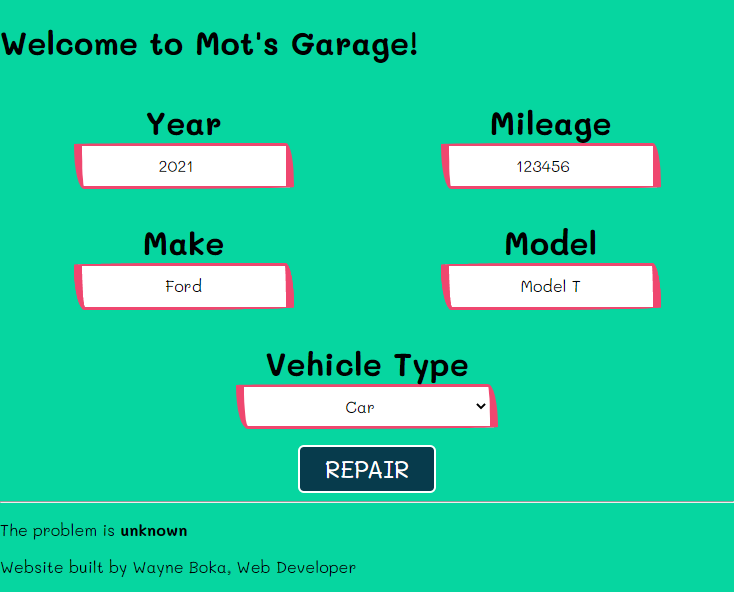 Welcome to Mot's Garage!
Year
Mileage
2021
123456
Make
Model
Ford
Model T
Vehicle Type
Car
REPAIR
The problem is unknown
Website built by Wayne Boka, Web Developer